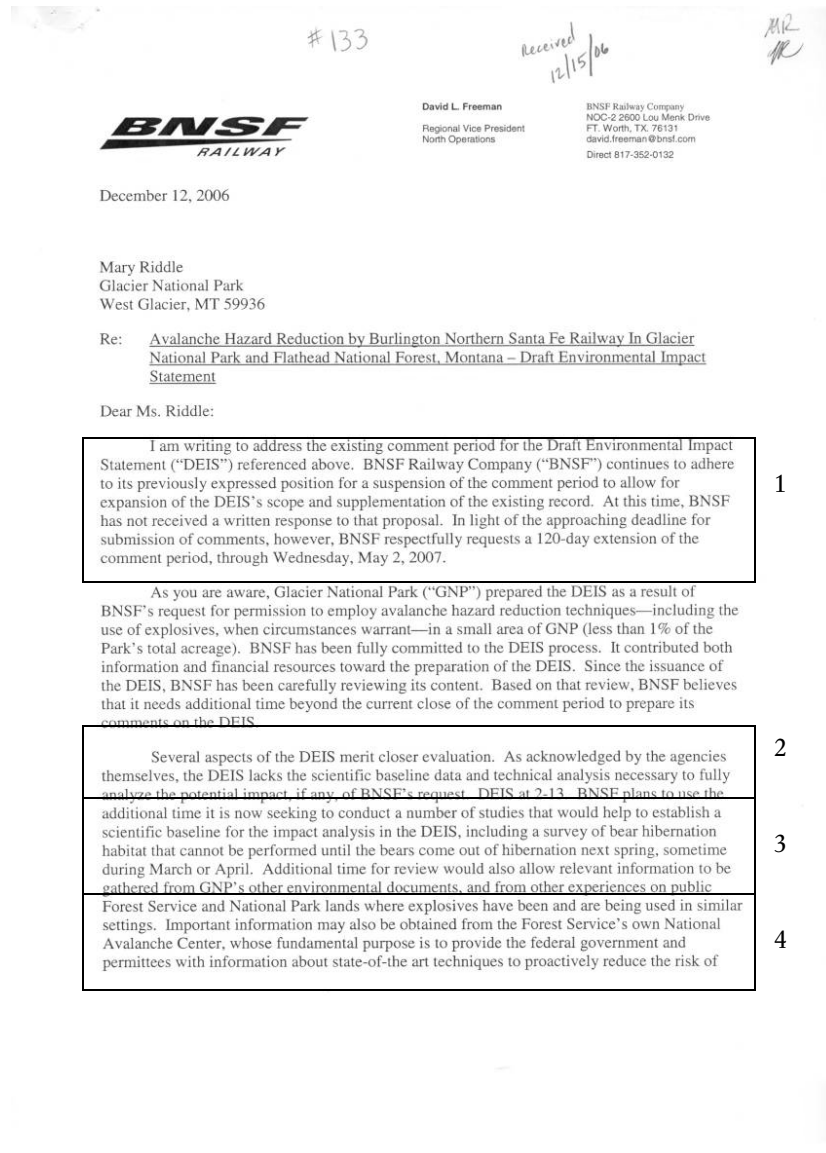 # 133
Received
12/15/06
MR
BNSF
RAILWAY
David L. Freeman
Regional Vice President
North Operations
BNSF Railway Company
NOC-2 2600 Lou Menk Drive
FT. Worth, TX. 76131
david.freeman@bnsf.com
Direct 817-352-0132
December 12, 2006
Mary Riddle
Glacier National Park
West Glacier, MT 59936
Re: Avalanche Hazard Reduction by Burlington Northern Santa Fe Railway In Glacier
National Park and Flathead National Forest, Montana – Draft Environmental Impact
Statement
Dear Ms. Riddle:
I am writing to address the existing comment period for the Draft Environmental Impact
Statement ("DEIS") referenced above. BNSF Railway Company ("BNSF") continues to adhere
to its previously expressed position for a suspension of the comment period to allow for
expansion of the DEIS's scope and supplementation of the existing record. At this time, BNSF
has not received a written response to that proposal. In light of the approaching deadline for
submission of comments, however, BNSF respectfully requests a 120-day extension of the
comment period, through Wednesday, May 2, 2007.
1
As you are aware, Glacier National Park ("GNP") prepared the DEIS as a result of
BNSF's request for permission to employ avalanche hazard reduction techniques—including the
use of explosives, when circumstances warrant—in a small area of GNP (less than 1% of the
Park's total acreage). BNSF has been fully committed to the DEIS process. It contributed both
information and financial resources toward the preparation of the DEIS. Since the issuance of
the DEIS, BNSF has been carefully reviewing its content. Based on that review, BNSF believes
that it needs additional time beyond the current close of the comment period to prepare its
comments on the DEIS.
2
Several aspects of the DEIS merit closer evaluation. As acknowledged by the agencies
themselves, the DEIS lacks the scientific baseline data and technical analysis necessary to fully
analyze the potential impact, if any, of BNSF's request. DEIS at 2-13. BNSF plans to use the
additional time it is now seeking to conduct a number of studies that would help to establish a
scientific baseline for the impact analysis in the DEIS, including a survey of bear hibernation
habitat that cannot be performed until the bears come out of hibernation next spring, sometime
3
during March or April. Additional time for review would also allow relevant information to be
gathered from GNP's other environmental documents, and from other experiences on public
Forest Service and National Park lands where explosives have been and are being used in similar
settings. Important information may also be obtained from the Forest Service's own National
Avalanche Center, whose fundamental purpose is to provide the federal government and
4
permittees with information about state-of-the art techniques to proactively reduce the risk of